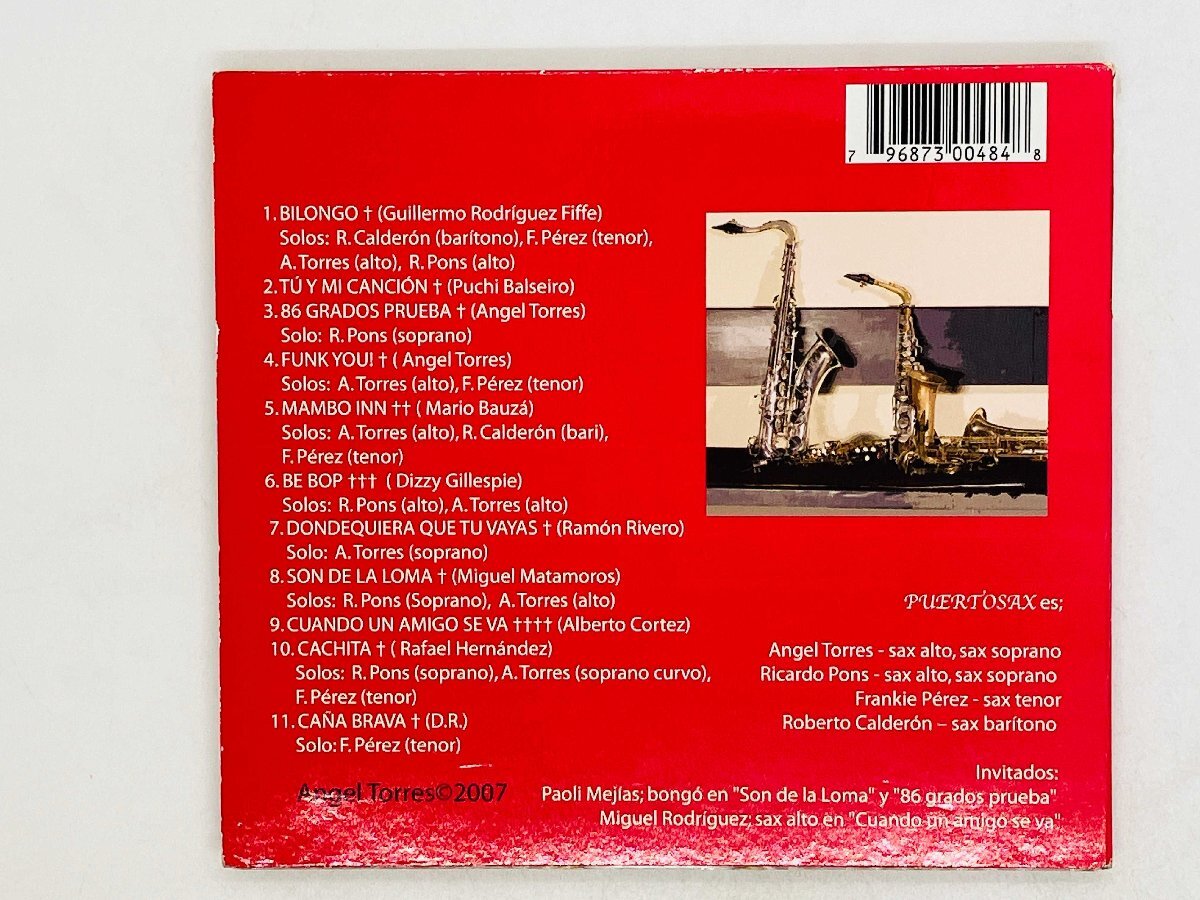 7 96873 00484 8
1. BILONGO † (Guillermo Rodríguez Fiffe)
Solos: R. Calderón (barítono), F. Pérez (tenor),
A. Torres (alto), R. Pons (alto)
2. TÚ Y MI CANCIÓN † (Puchi Balseiro)
3. 86 GRADOS PRUEBA † (Angel Torres)
Solo: R. Pons (soprano)
4. FUNK YOU! † ( Angel Torres)
Solos: A. Torres (alto), F. Pérez (tenor)
5. MAMBO INN †† ( Mario Bauzá)
Solos: A. Torres (alto), R. Calderón (bari),
F. Pérez (tenor)
6. BE BOP ††† ( Dizzy Gillespie)
Solos: R. Pons (alto), A. Torres (alto)
7. DONDEQUIERA QUE TU VAYAS † (Ramón Rivero)
Solo: A. Torres (soprano)
8. SON DE LA LOMA † (Miguel Matamoros)
Solos: R. Pons (Soprano), A. Torres (alto)
9. CUANDO UN AMIGO SE VA †††† (Alberto Cortez)
10. CACHITA † ( Rafael Hernández)
Solos: R. Pons (soprano), A. Torres (soprano curvo),
F. Pérez (tenor)
11. CAÑA BRAVA † (D.R.)
Solo: F. Pérez (tenor)
Angel Torres©2007
PUERTOSAX es;
Angel Torres - sax alto, sax soprano
Ricardo Pons - sax alto, sax soprano
Frankie Pérez - sax tenor
Roberto Calderón – sax barítono
Invitados:
Paoli Mejías; bongó en "Son de la Loma" y "86 grados prueba"
Miguel Rodríguez; sax alto en "Cuando un amigo se va"